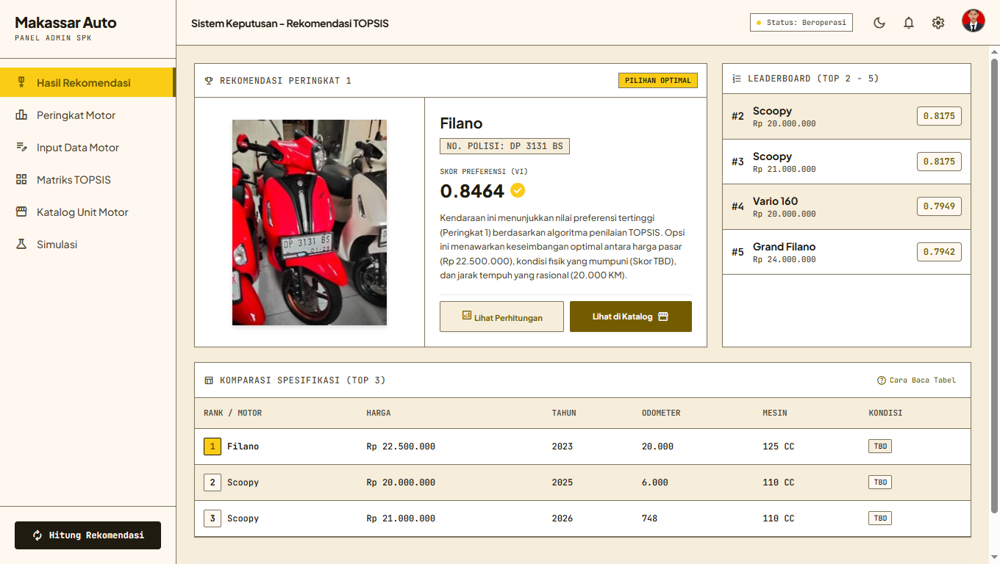 Makassar Auto
PANEL ADMIN SPK
Hasil Rekomendasi
Peringkat Motor
Input Data Motor
Matriks TOPSIS
Katalog Unit Motor
Simulasi
Hitung Rekomendasi
Sistem Keputusan - Rekomendasi TOPSIS
Status: Beroperasi
REKOMENDASI PERINGKAT 1
PILIHAN OPTIMAL
DP 3131 BS
01-28
Filano
NO. POLISI: DP 3131 BS
SKOR PREFERENSI (VI)
0.8464
Kendaraan ini menunjukkan nilai preferensi tertinggi
(Peringkat 1) berdasarkan algoritma penilaian TOPSIS. Opsi
ini menawarkan keseimbangan optimal antara harga pasar
(Rp 22.500.000), kondisi fisik yang mumpuni (Skor TBD),
dan jarak tempuh yang rasional (20.000 KM).
Lihat Perhitungan
Lihat di Katalog
LEADERBOARD (TOP 2 - 5)
#2 Scoopy 0.8175
Rp 20.000.000
#3 Scoopy 0.8175
Rp 21.000.000
#4 Vario 160 0.7949
Rp 20.000.000
#5 Grand Filano 0.7942
Rp 24.000.000
KOMPARASI SPESIFIKASI (TOP 3)
Cara Baca Tabel
RANK / MOTOR HARGA TAHUN ODOMETER MESIN KONDISI
1 Filano Rp 22.500.000 2023 20.000 125 CC TBD
2 Scoopy Rp 20.000.000 2025 6.000 110 CC TBD
3 Scoopy Rp 21.000.000 2026 748 110 CC TBD